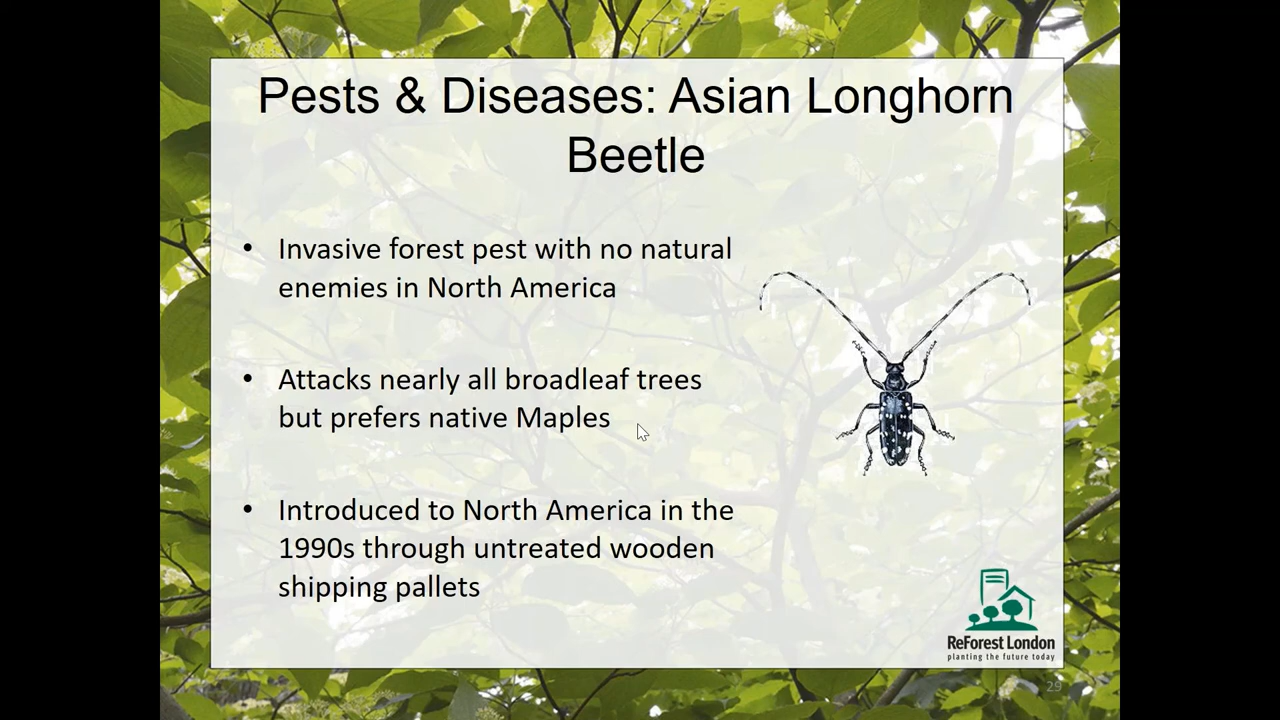 Pests & Diseases: Asian Longhorn
Beetle
• Invasive forest pest with no natural
enemies in North America
• Attacks nearly all broadleaf trees
but prefers native Maples
• Introduced to North America in the
1990s through untreated wooden
shipping pallets
ReForest London
planting the future today
29